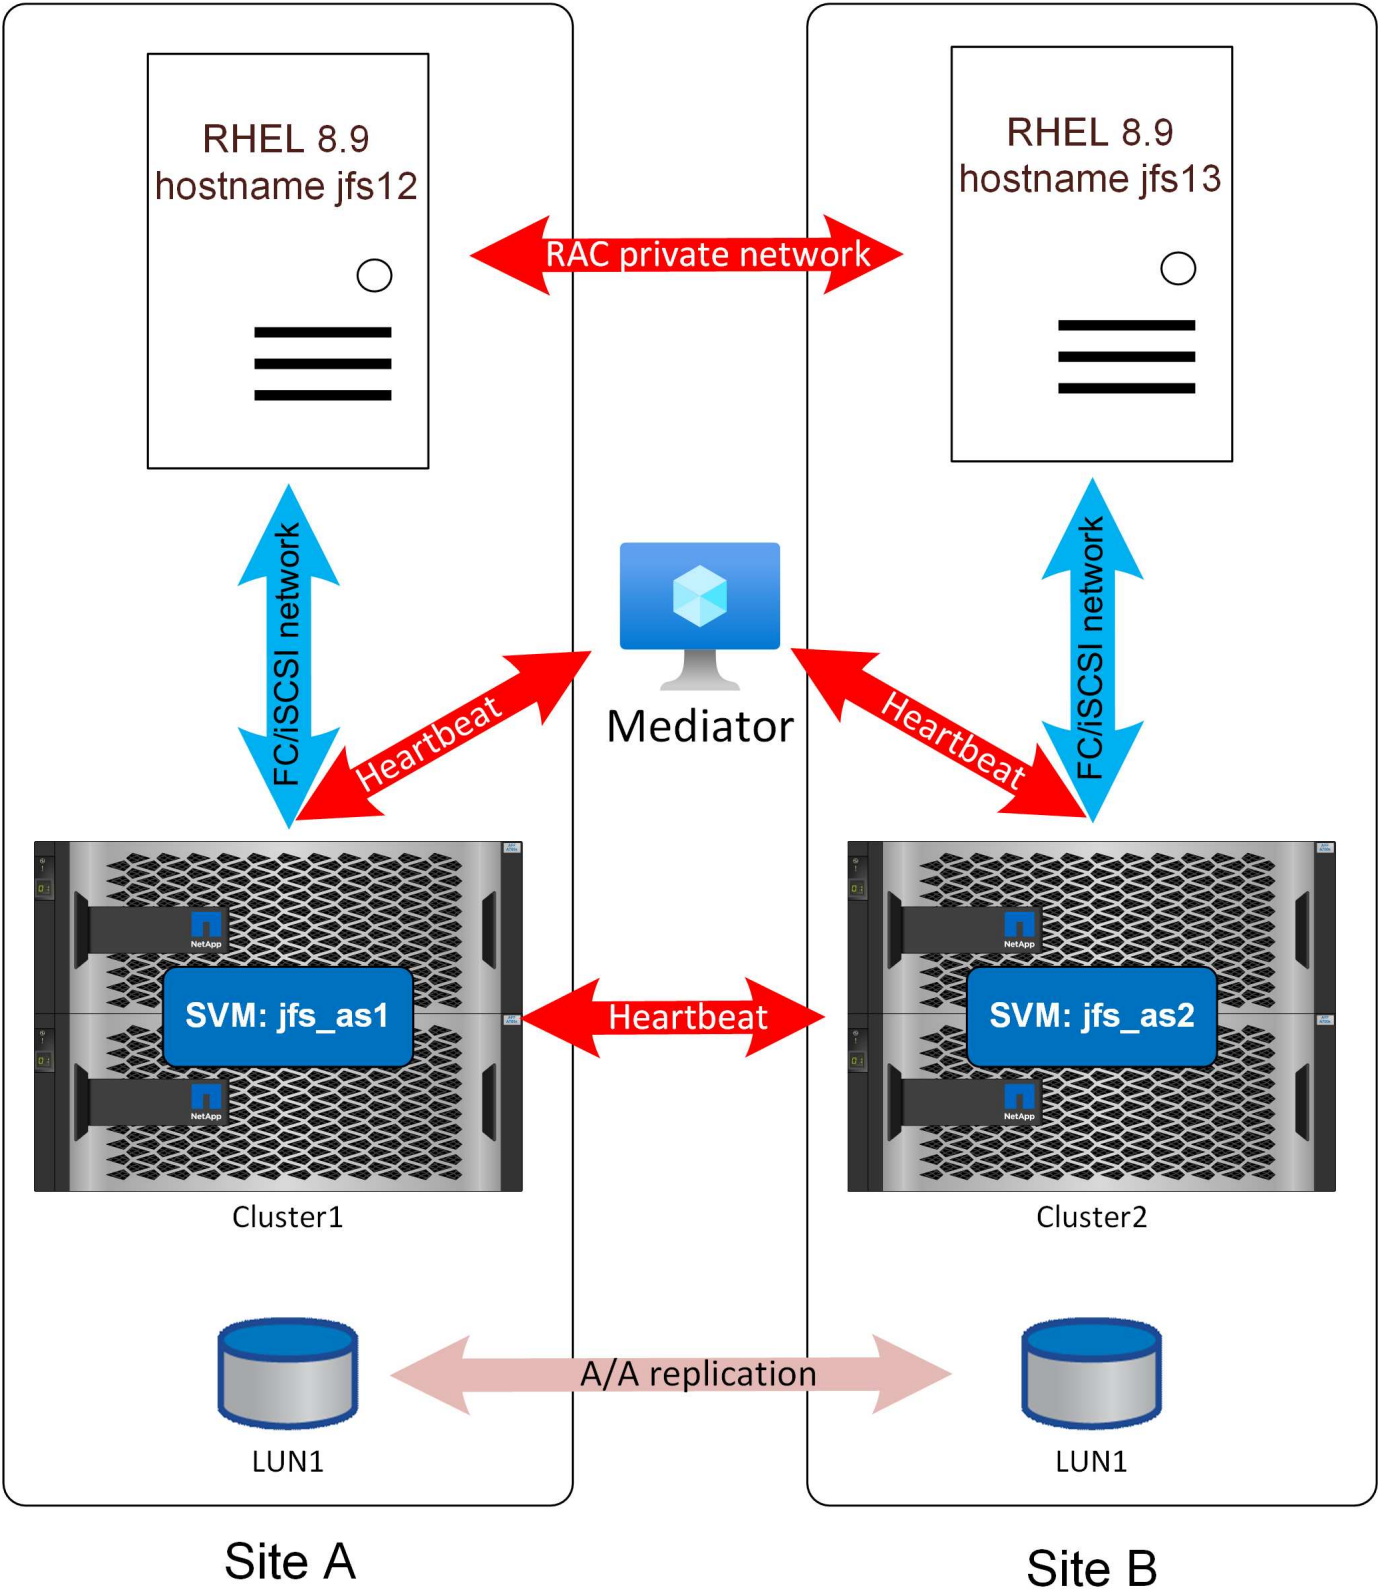 RHEL 8.9
hostname jfs12
RHEL 8.9
hostname jfs13
RAC private network
FC/iSCSI network
FC/iSCSI network
Mediator
Heartbeat
Heartbeat
NetApp
NetApp
SVM: jfs_as1
Heartbeat
SVM: jfs_as2
NetApp
NetApp
Cluster1
Cluster2
A/A replication
LUN1
LUN1
Site A
Site B